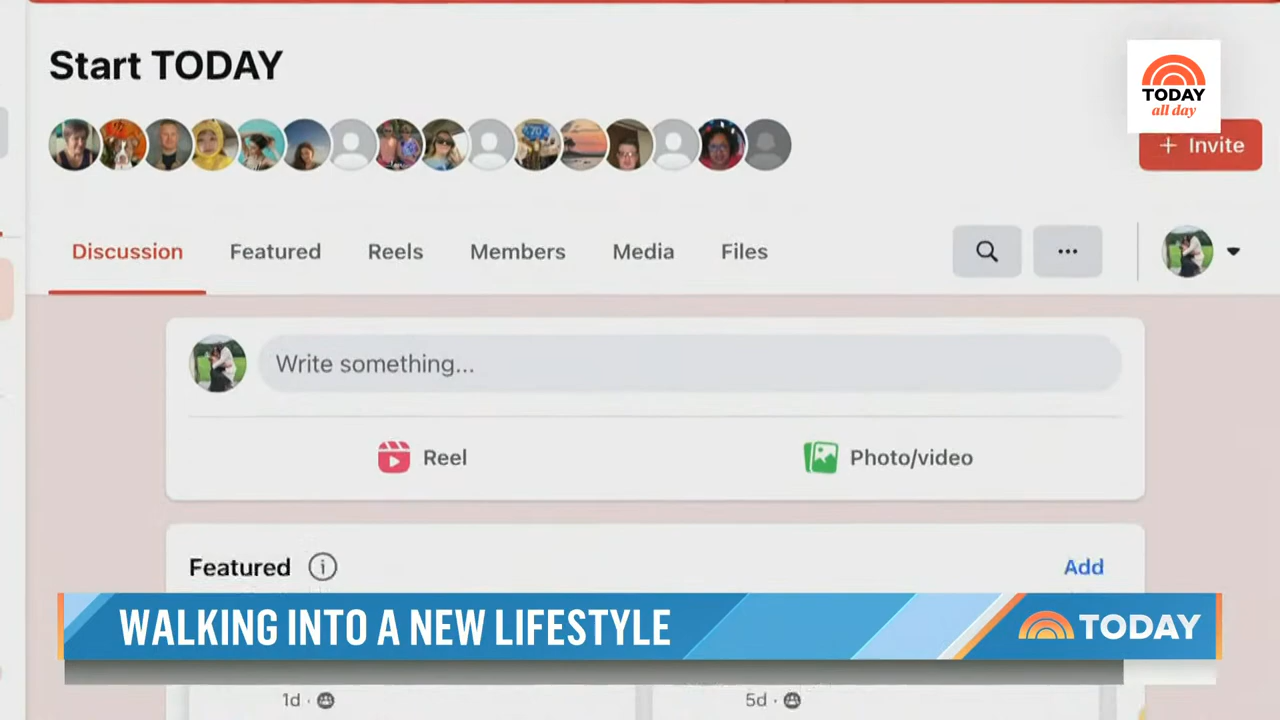 Start TODAY
TODAY
all day
+ Invite
Discussion Featured Reels Members Media Files
Write something...
Reel Photo/video
Featured Add
WALKING INTO A NEW LIFESTYLE
TODAY
1d · 5d ·